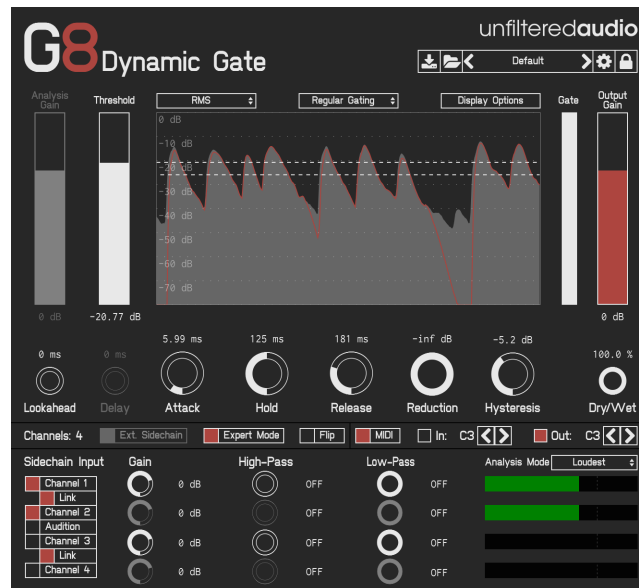 unfilteredaudio
G8 Dynamic Gate
Default
Analysis Gain
Threshold
RMS
Regular Gating
Display Options
Gate
Output Gain
0 dB
-10 dB
-20 dB
-30 dB
-40 dB
-50 dB
-60 dB
-70 dB
0 dB
-20.77 dB
0 dB
5.99 ms
125 ms
181 ms
-inf dB
-5.2 dB
0 ms
0 ms
100.0 %
Lookahead
Delay
Attack
Hold
Release
Reduction
Hysteresis
Dry/Wet
Channels: 4
Ext. Sidechain
Expert Mode
Flip
MIDI
In:
C3
Out:
C3
Sidechain Input
Gain
High-Pass
Low-Pass
Analysis Mode
Loudest
Channel 1
0 dB
OFF
OFF
Link
Channel 2
0 dB
OFF
OFF
Audition
Channel 3
0 dB
OFF
OFF
Link
Channel 4
0 dB
OFF
OFF